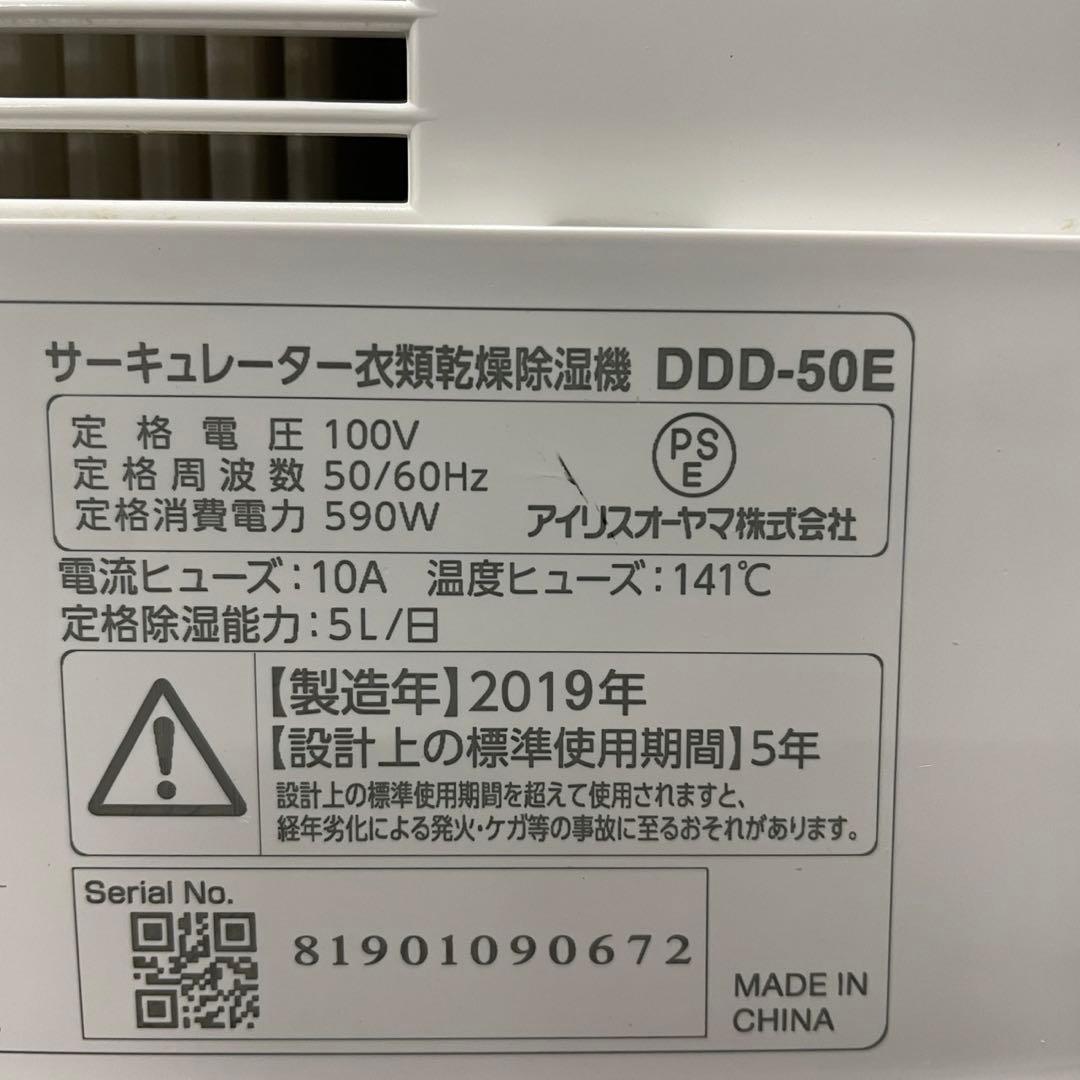 サーキュレーター衣類乾燥除湿機 DDD-50E
定格電圧 100V
定格周波数 50/60Hz
定格消費電力 590W
PS
E
アイリスオーヤマ株式会社
電流ヒューズ:10A 温度ヒューズ:141℃
定格除湿能力:5L/日
【製造年】2019年
【設計上の標準使用期間】5年
設計上の標準使用期間を超えて使用されますと、
経年劣化による発火・ケガ等の事故に至るおそれがあります。
Serial No.
81901090672
MADE IN
CHINA